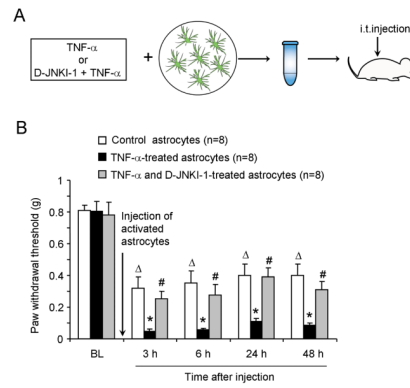 A
TNF-α
or
D-JNKI-1 + TNF-α
+
i.t.injection
B
Control astrocytes (n=8)
TNF-α-treated astrocytes (n=8)
TNF-α and D-JNKI-1-treated astrocytes (n=8)
Paw withdrawal threshold (g)
1
0.8
0.6
0.4
0.2
0
Injection of
activated
astrocytes
Δ * #
Δ * #
Δ * #
Δ * #
BL 3 h 6 h 24 h 48 h
Time after injection